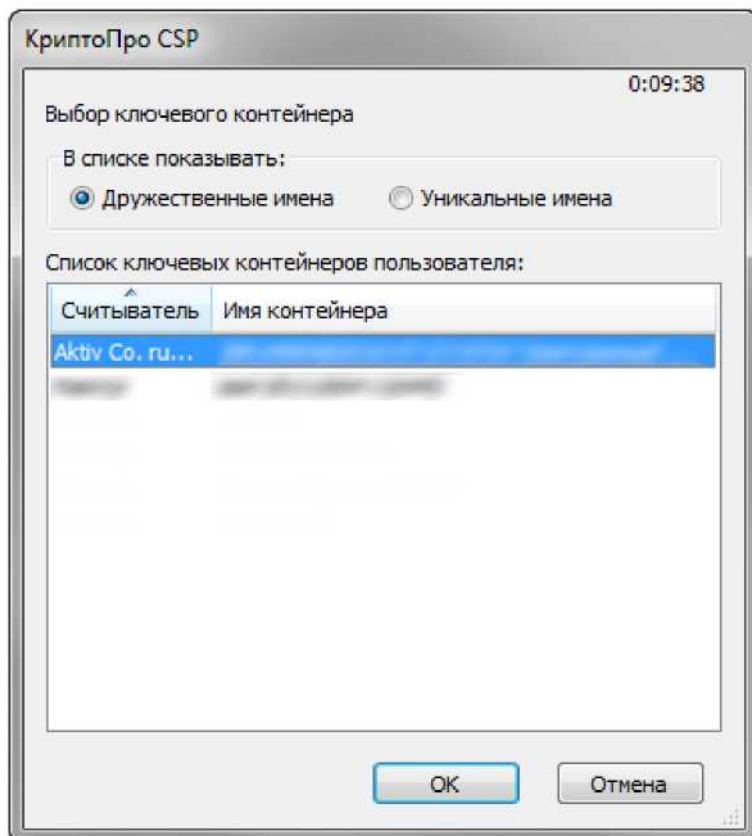 КриптоПро CSP
0:09:38
Выбор ключевого контейнера
В списке показывать:
Дружественные имена Уникальные имена
Список ключевых контейнеров пользователя:
Считыватель Имя контейнера
Aktiv Co. ru...
ОК Отмена